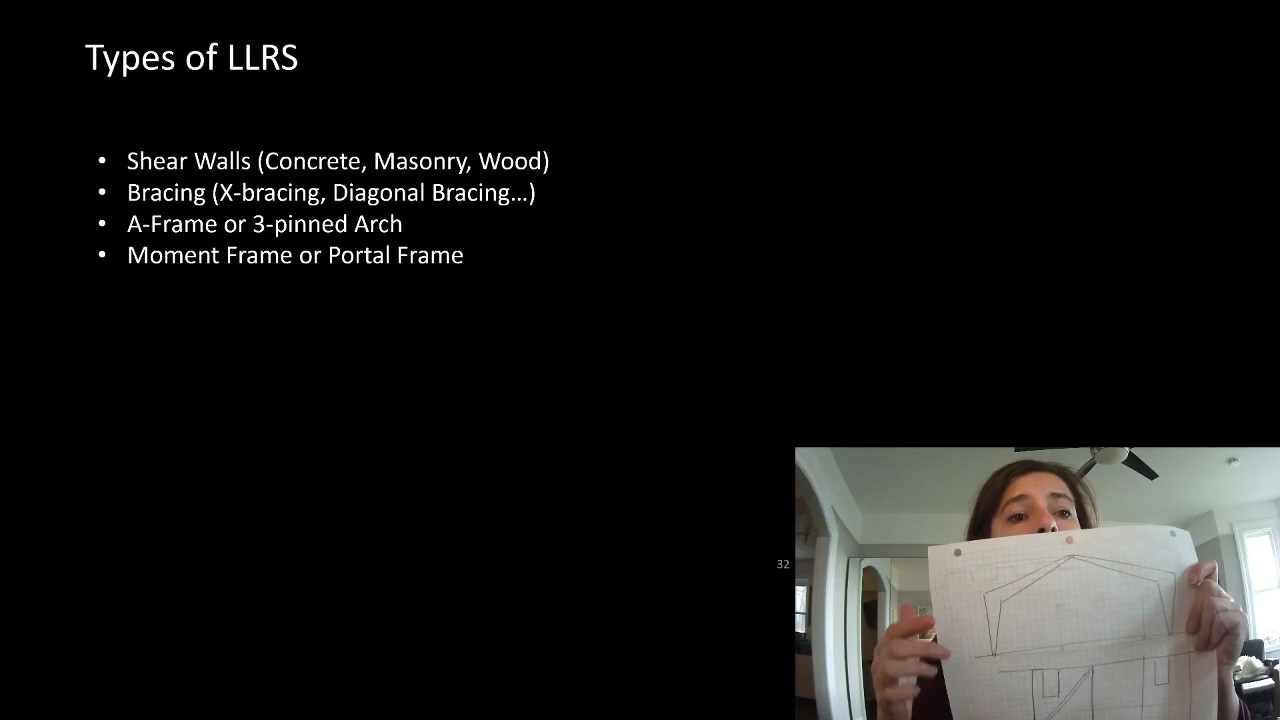 Types of LLRS
• Shear Walls (Concrete, Masonry, Wood)
• Bracing (X-bracing, Diagonal Bracing…)
• A-Frame or 3-pinned Arch
• Moment Frame or Portal Frame
32